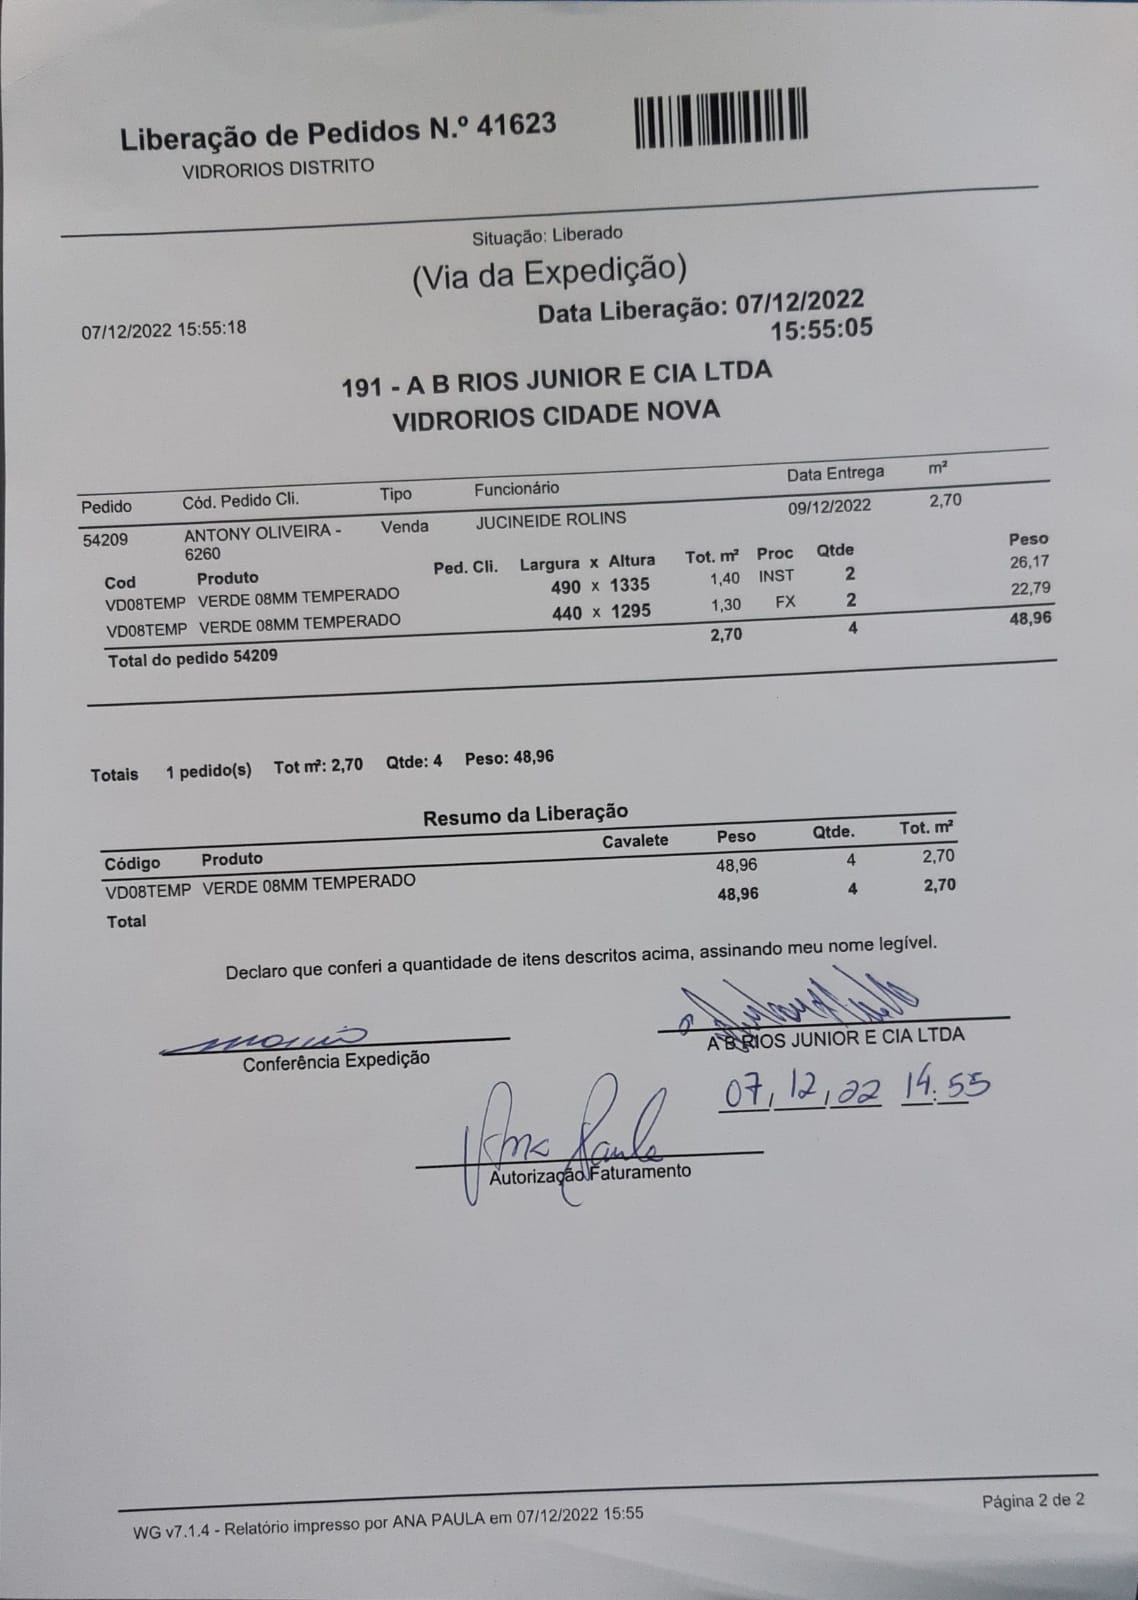 Liberação de Pedidos N.º 41623
VIDRORIOS DISTRITO
Situação: Liberado
(Via da Expedição)
07/12/2022 15:55:18
Data Liberação: 07/12/2022
15:55:05
191 - A B RIOS JUNIOR E CIA LTDA
VIDRORIOS CIDADE NOVA
Pedido Cód. Pedido Cli. Tipo Funcionário Data Entrega m²
54209 ANTONY OLIVEIRA - Venda JUCINEIDE ROLINS 09/12/2022 2,70
6260
Cod Produto Ped. Cli. Largura x Altura Tot. m² Proc Qtde Peso
VD08TEMP VERDE 08MM TEMPERADO 490 x 1335 1,40 INST 2 26,17
VD08TEMP VERDE 08MM TEMPERADO 440 x 1295 1,30 FX 2 22,79
Total do pedido 54209 2,70 4 48,96
Totais 1 pedido(s) Tot m²: 2,70 Qtde: 4 Peso: 48,96
Resumo da Liberação
Código Produto Cavalete Peso Qtde. Tot. m²
VD08TEMP VERDE 08MM TEMPERADO 48,96 4 2,70
Total 48,96 4 2,70
Declaro que conferi a quantidade de itens descritos acima, assinando meu nome legível.
Conferência Expedição
A B RIOS JUNIOR E CIA LTDA
07, 12, 22 14:55
Ana Paula
Autorização Faturamento
WG v7.1.4 - Relatório impresso por ANA PAULA em 07/12/2022 15:55
Página 2 de 2